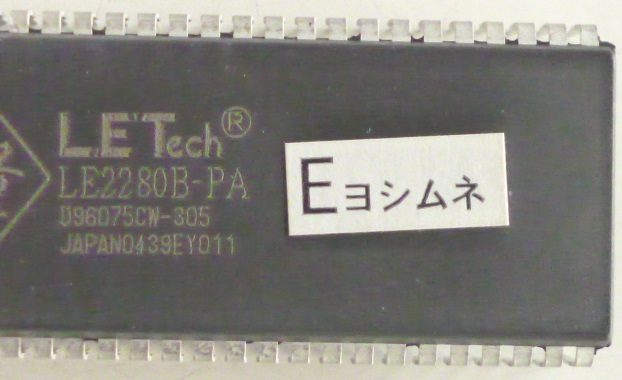 LETech®
LE2280B-PA
D96075CW-305
JAPAN0439EY011
Eヨシムネ